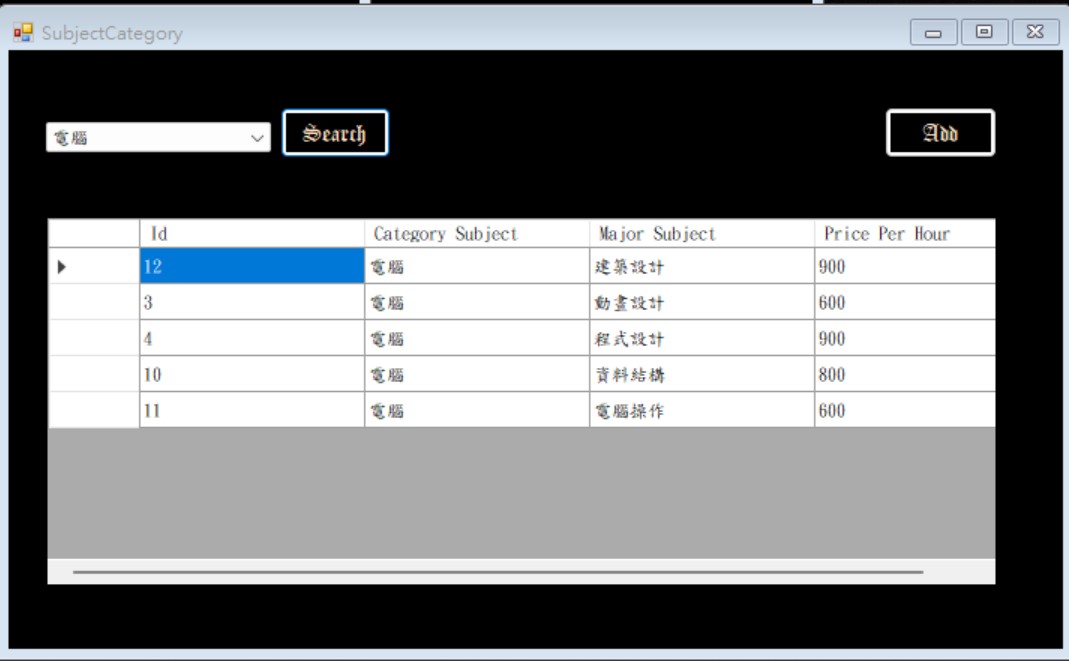 SubjectCategory
電腦 Search Add
Id Category Subject Major Subject Price Per Hour
12 電腦 建築設計 900
3 電腦 動畫設計 600
4 電腦 程式設計 900
10 電腦 資料結構 800
11 電腦 電腦操作 600